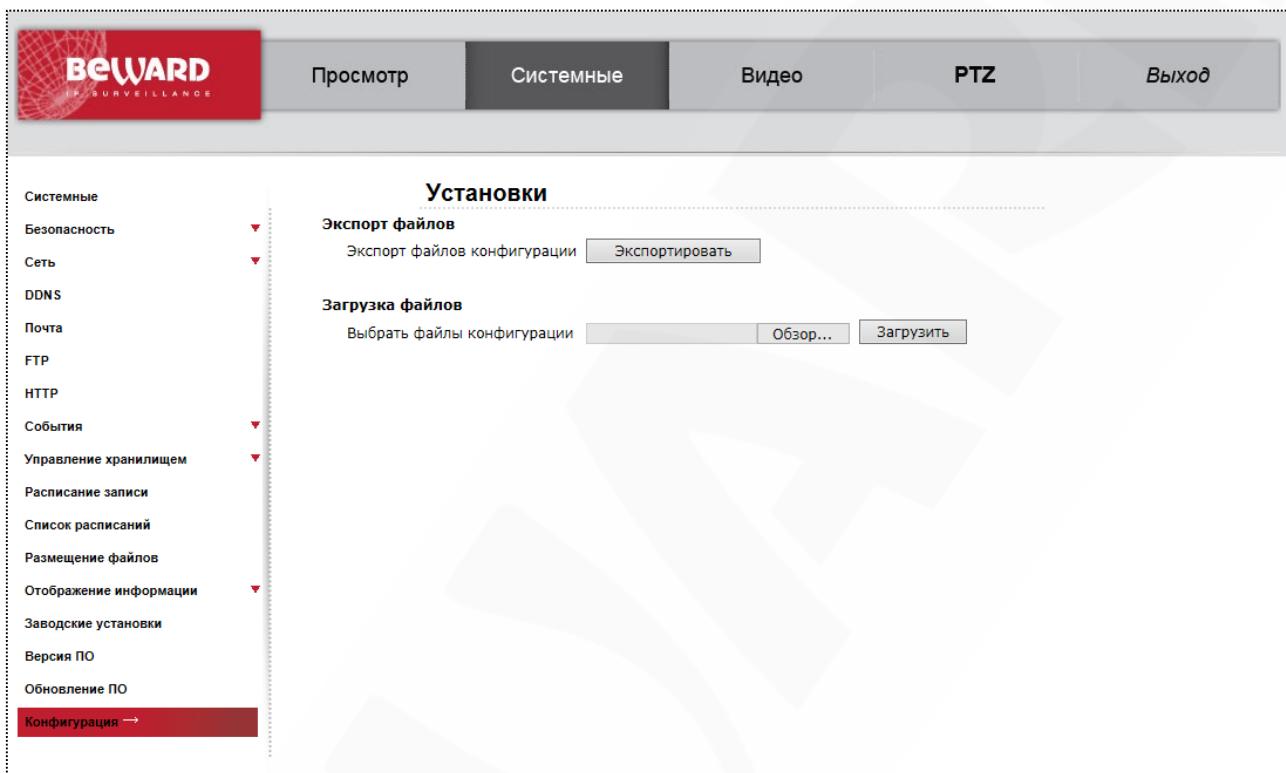 BEWARD
IP SURVEILLANCE
Просмотр
Системные
Видео
PTZ
Выход
Системные
Безопасность
Сеть
DDNS
Почта
FTP
HTTP
События
Управление хранилищем
Расписание записи
Список расписаний
Размещение файлов
Отображение информации
Заводские установки
Версия ПО
Обновление ПО
Конфигурация →
Установки
Экспорт файлов
Экспорт файлов конфигурации Экспортировать
Загрузка файлов
Выбрать файлы конфигурации Обзор... Загрузить